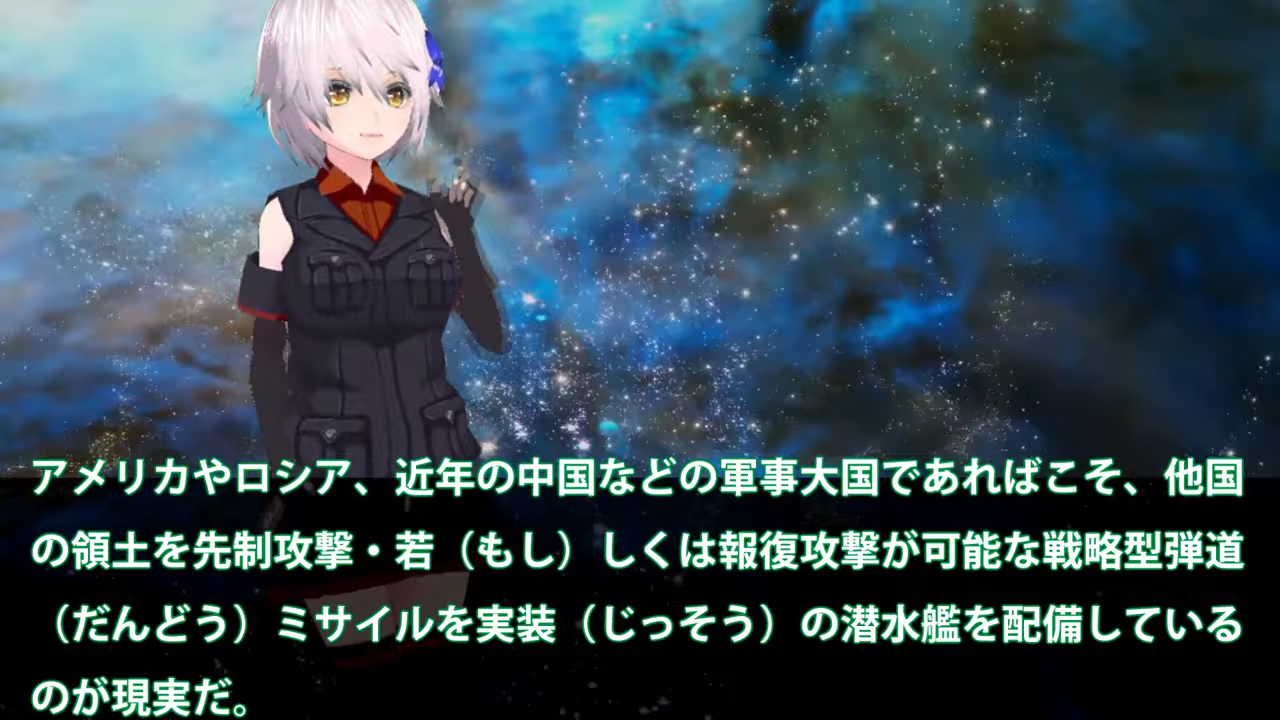 アメリカやロシア、近年の中国などの軍事大国であればこそ、他国
の領土を先制攻撃・若（もし）しくは報復攻撃が可能な戦略型弾道
（だんどう）ミサイルを実装（じっそう）の潜水艦を配備している
のが現実だ。